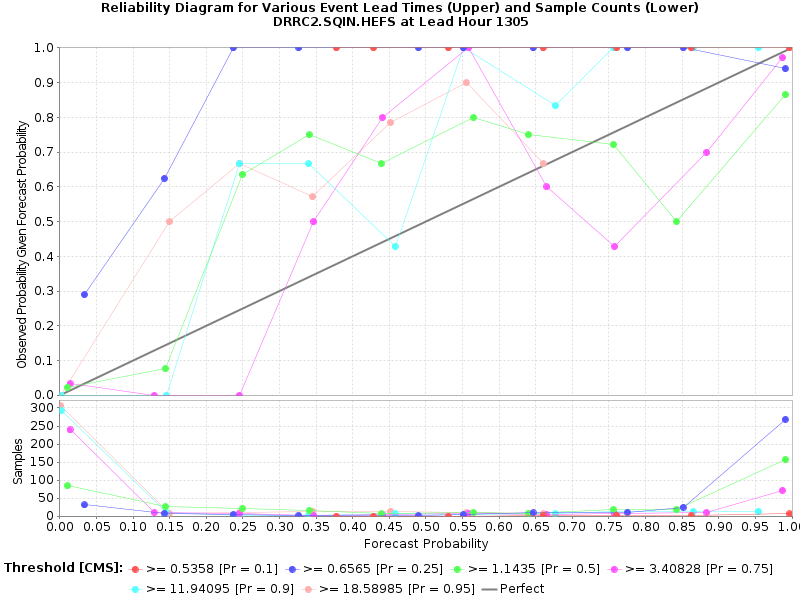 Reliability Diagram for Various Event Lead Times (Upper) and Sample Counts (Lower)
DRRC2.SQIN.HEFS at Lead Hour 1305
Observed Probability Given Forecast Probability
1.0
0.9
0.8
0.7
0.6
0.5
0.4
0.3
0.2
0.1
0.0
Samples
300
250
200
150
100
50
0
0.00 0.05 0.10 0.15 0.20 0.25 0.30 0.35 0.40 0.45 0.50 0.55 0.60 0.65 0.70 0.75 0.80 0.85 0.90 0.95 1.0
Forecast Probability
Threshold [CMS]: >= 0.5358 [Pr = 0.1] >= 0.6565 [Pr = 0.25] >= 1.1435 [Pr = 0.5] >= 3.40828 [Pr = 0.75]
>= 11.94095 [Pr = 0.9] >= 18.58985 [Pr = 0.95] Perfect